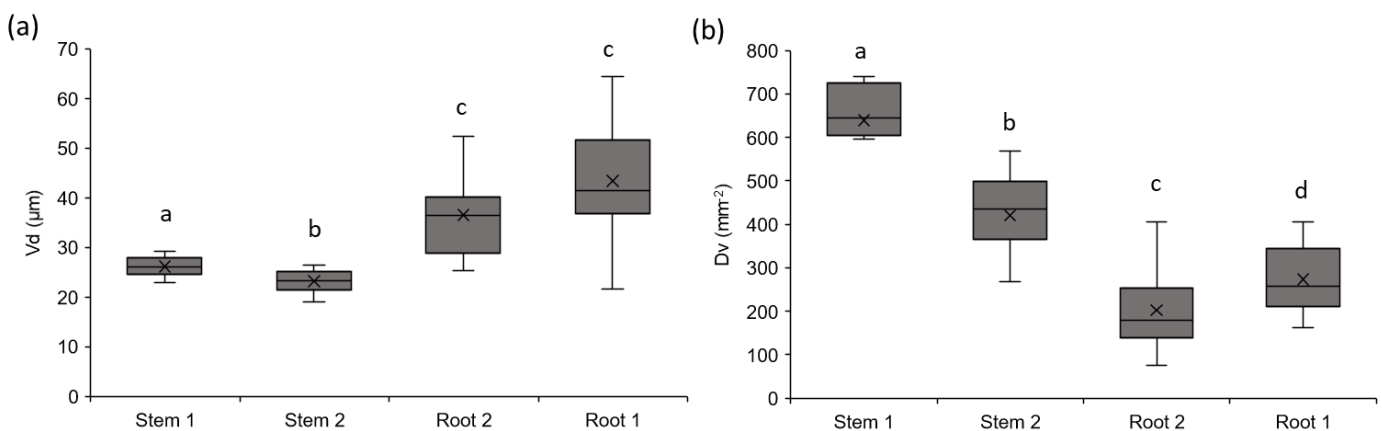 (a)
70
60
50
40
30
20
10
0
Vd (µm)
a
b
c
c
Stem 1
Stem 2
Root 2
Root 1
(b)
800
700
600
500
400
300
200
100
0
Dv (mm-2)
a
b
c
d
Stem 1
Stem 2
Root 2
Root 1